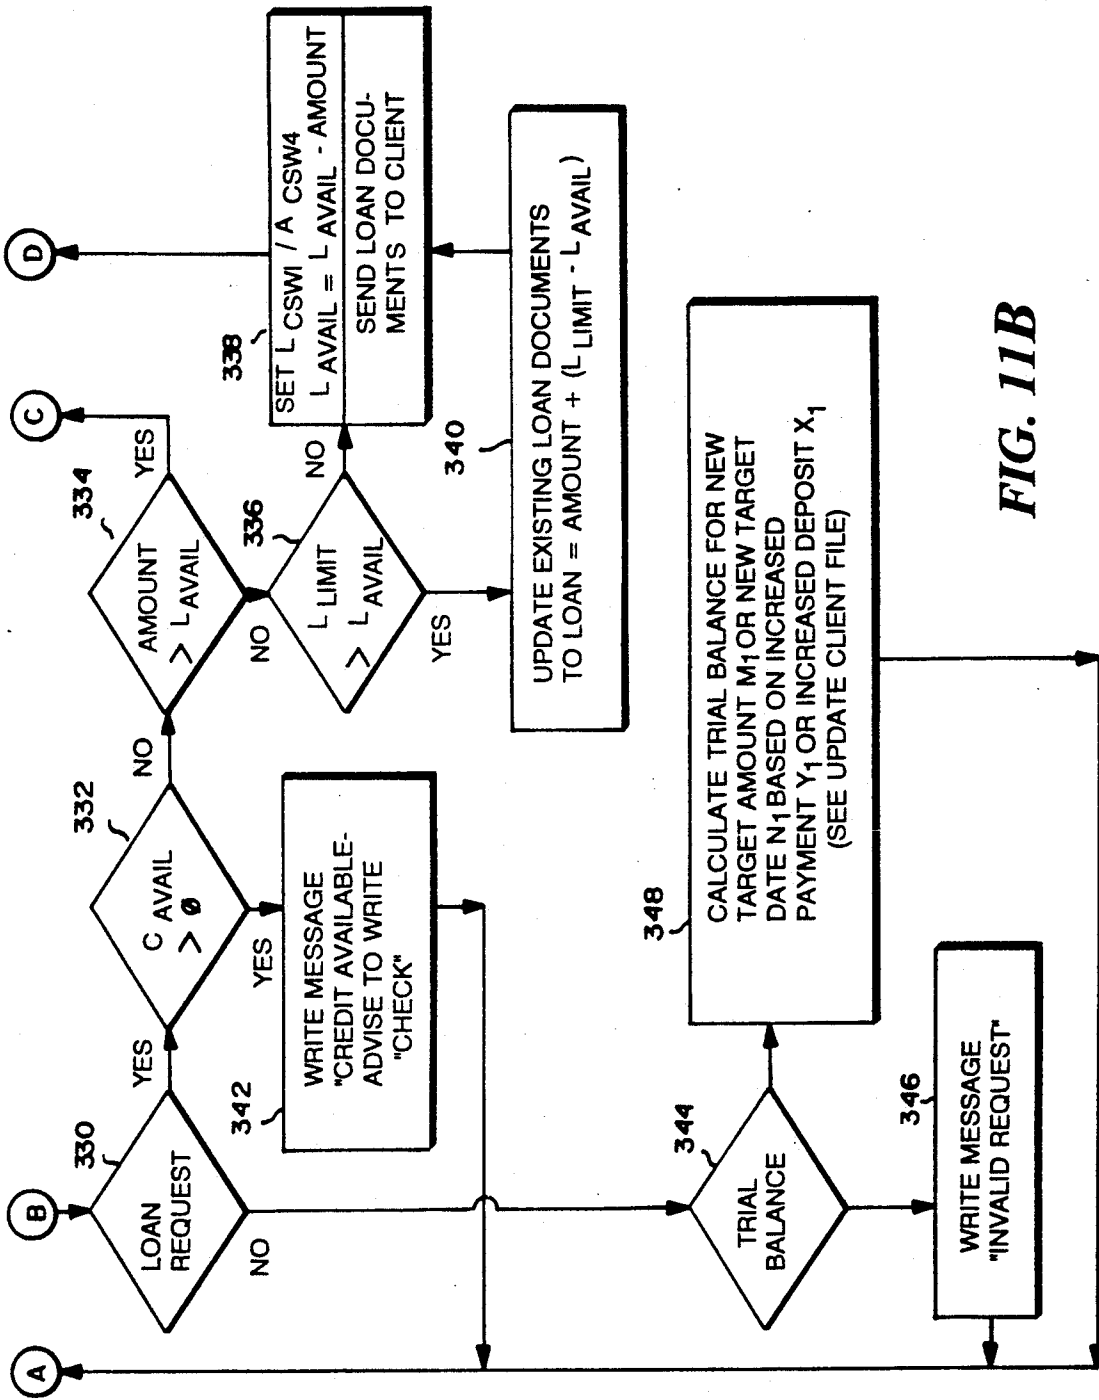 A
B
C
D
330
LOAN
REQUEST
YES
NO
332
C AVAIL
> Ø
NO
YES
334
AMOUNT
> L AVAIL
YES
NO
336
L LIMIT
> L AVAIL
NO
YES
338
SET L CSWI / A CSW4
L AVAIL = L AVAIL - AMOUNT
SEND LOAN DOCU-
MENTS TO CLIENT
340
UPDATE EXISTING LOAN DOCUMENTS
TO LOAN = AMOUNT + (L LIMIT - L AVAIL)
342
WRITE MESSAGE
"CREDIT AVAILABLE-
ADVISE TO WRITE
"CHECK"
344
TRIAL
BALANCE
346
WRITE MESSAGE
"INVALID REQUEST"
348
CALCULATE TRIAL BALANCE FOR NEW
TARGET AMOUNT M1 OR NEW TARGET
DATE N1 BASED ON INCREASED
PAYMENT Y1 OR INCREASED DEPOSIT X1
(SEE UPDATE CLIENT FILE)
FIG. 11B